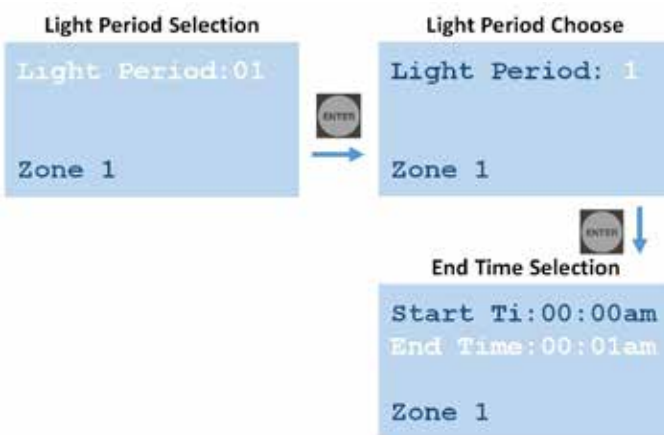 Light Period Selection
Light Period:01
Zone 1
ENTER
Light Period Choose
Light Period: 1
Zone 1
ENTER
End Time Selection
Start Ti:00:00am
End Time:00:01am
Zone 1